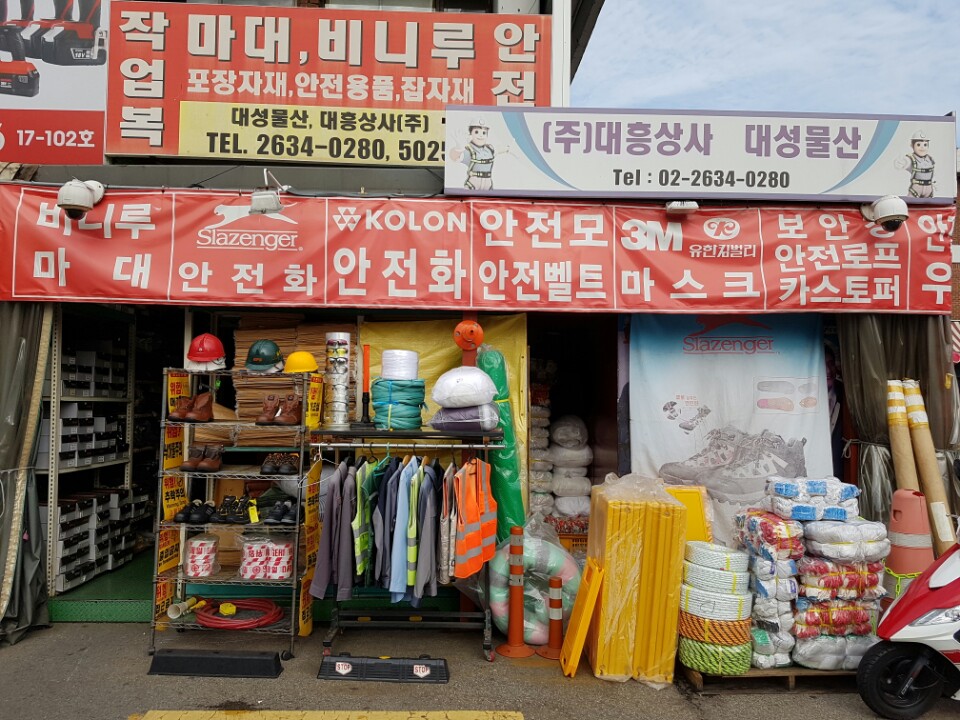 작업복
마대,비니루
포장자재,안전용품,잡자재
안전
대성물산, 대흥상사(주)
TEL. 2634-0280, 5025
17-102호
(주)대흥상사 대성물산
Tel : 02-2634-0280
비니루
마 대
Slazenger
안 전 화
KOLON
안전화
안전모
안전벨트
3M 유한킴벌리
마 스 크
보 안
안전로프
카스토퍼
우
Slazenger
STOP
STOP